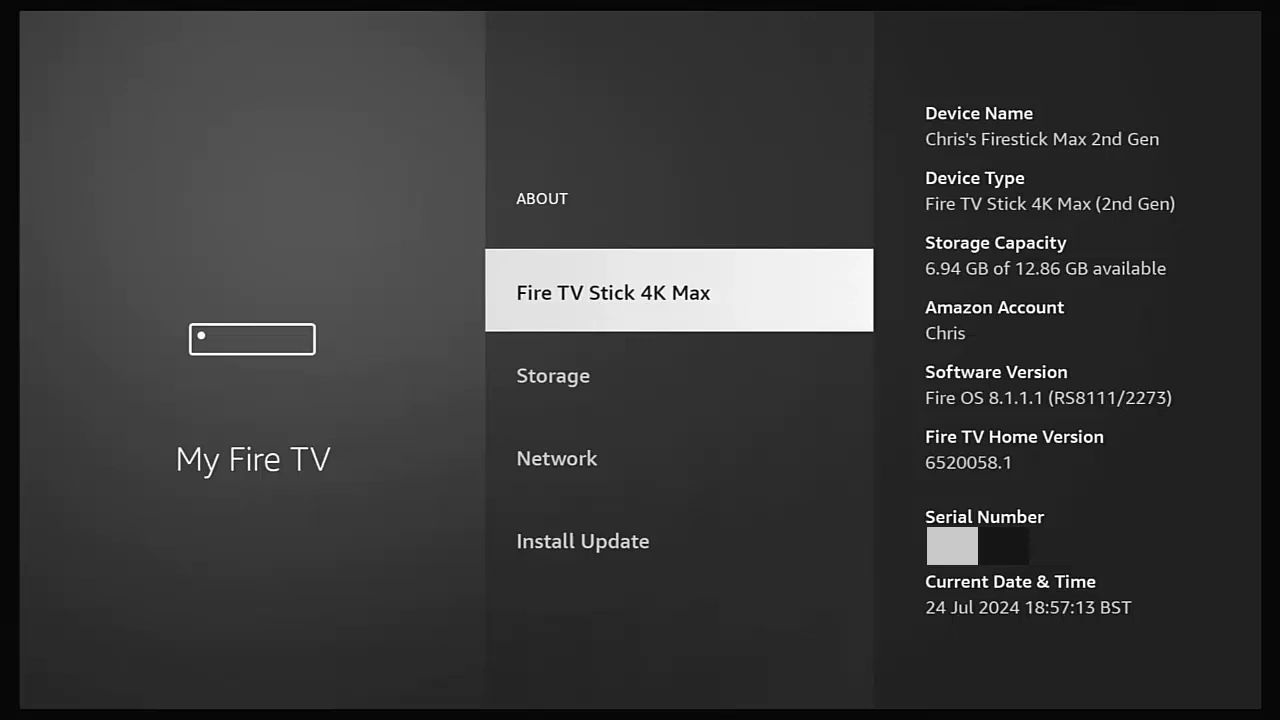 My Fire TV
ABOUT
Fire TV Stick 4K Max
Storage
Network
Install Update
Device Name
Chris's Firestick Max 2nd Gen
Device Type
Fire TV Stick 4K Max (2nd Gen)
Storage Capacity
6.94 GB of 12.86 GB available
Amazon Account
Chris
Software Version
Fire OS 8.1.1.1 (RS8111/2273)
Fire TV Home Version
6520058.1
Serial Number
Current Date & Time
24 Jul 2024 18:57:13 BST